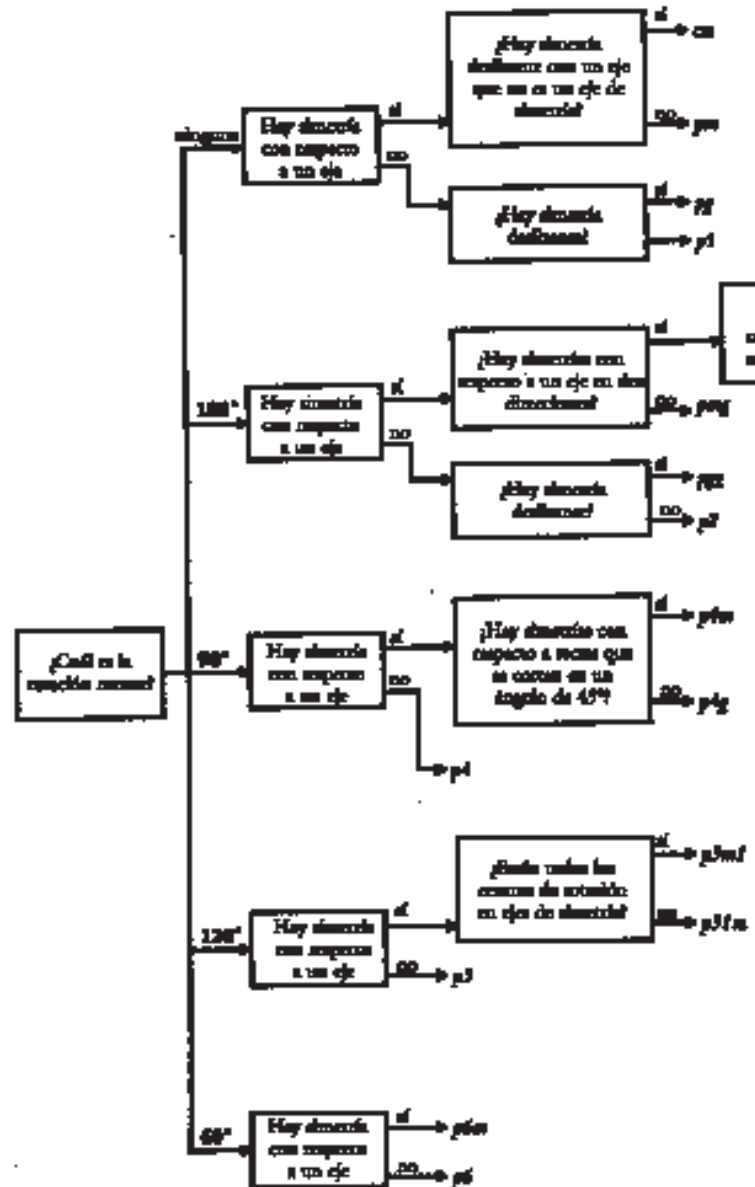 ¿Cuál es la
rotación menor?
ninguna
Hay simetría
con respecto
a un eje
sí
¿Hay simetría
deslizante con un eje
que no es un eje de
simetría?
sí
cm
no
pm
no
¿Hay simetría
deslizante?
sí
pg
p1
180°
Hay simetría
con respecto
a un eje
sí
¿Hay simetrías con
respecto a un eje en dos
direcciones?
sí
no
pmg
no
¿Hay simetría
deslizante?
sí
pgg
no
p2
90°
Hay simetría
con respecto
a un eje
sí
¿Hay simetrías con
respecto a rectas que
se cortan en un
ángulo de 45°?
sí
p4m
no
p4g
no
p4
120°
Hay simetría
con respecto
a un eje
sí
¿Están todos los
centros de rotación
en ejes de simetría?
sí
p3m1
no
p31m
no
p3
60°
Hay simetría
con respecto
a un eje
sí
p6m
no
p6